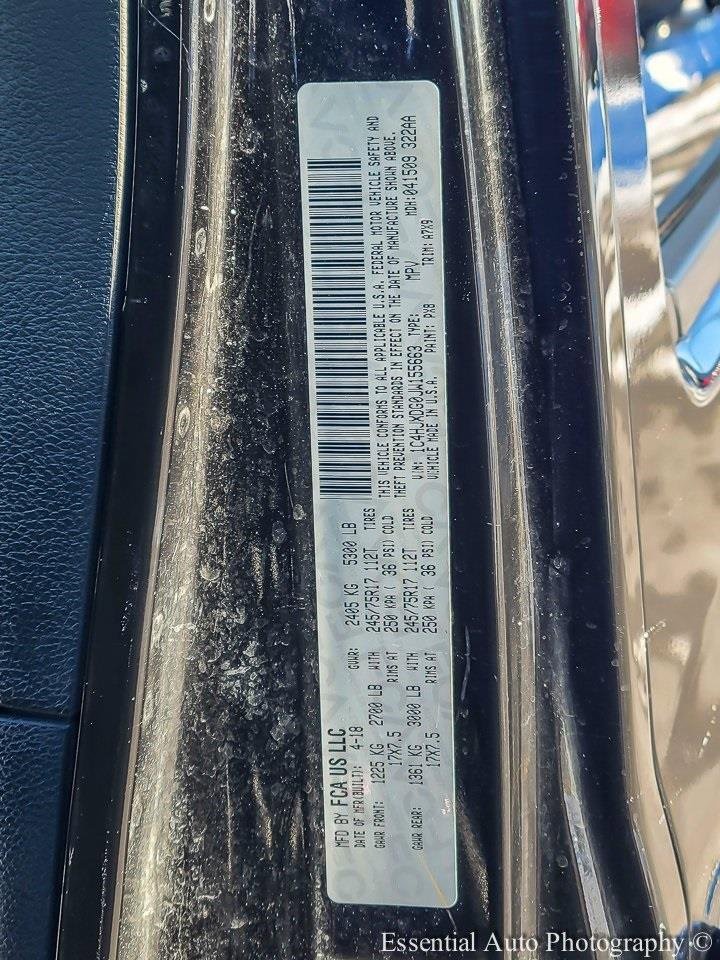 MFD BY FCA US LLC
DATE OF MFR(BUILT): 4-18 GVWR: 2405 KG 5300 LB
GAWR FRONT: 1225 KG 2700 LB WITH 245/75R17 112T TIRES
17X7.5 RIMS AT 250 KPA ( 36 PSI) COLD
GAWR REAR: 1361 KG 3000 LB WITH 245/75R17 112T TIRES
17X7.5 RIMS AT 250 KPA ( 36 PSI) COLD
THIS VEHICLE CONFORMS TO ALL APPLICABLE U.S.A. FEDERAL MOTOR VEHICLE SAFETY AND
THEFT PREVENTION STANDARDS IN EFFECT ON THE DATE OF MANUFACTURE SHOWN ABOVE.
VIN: 1C4HJXDG0JW155663 TYPE: MPV MDH: 041509 322AA
VEHICLE MADE IN U.S.A. PAINT: PX8 TRIM: A7X9
Essential Auto Photography ©